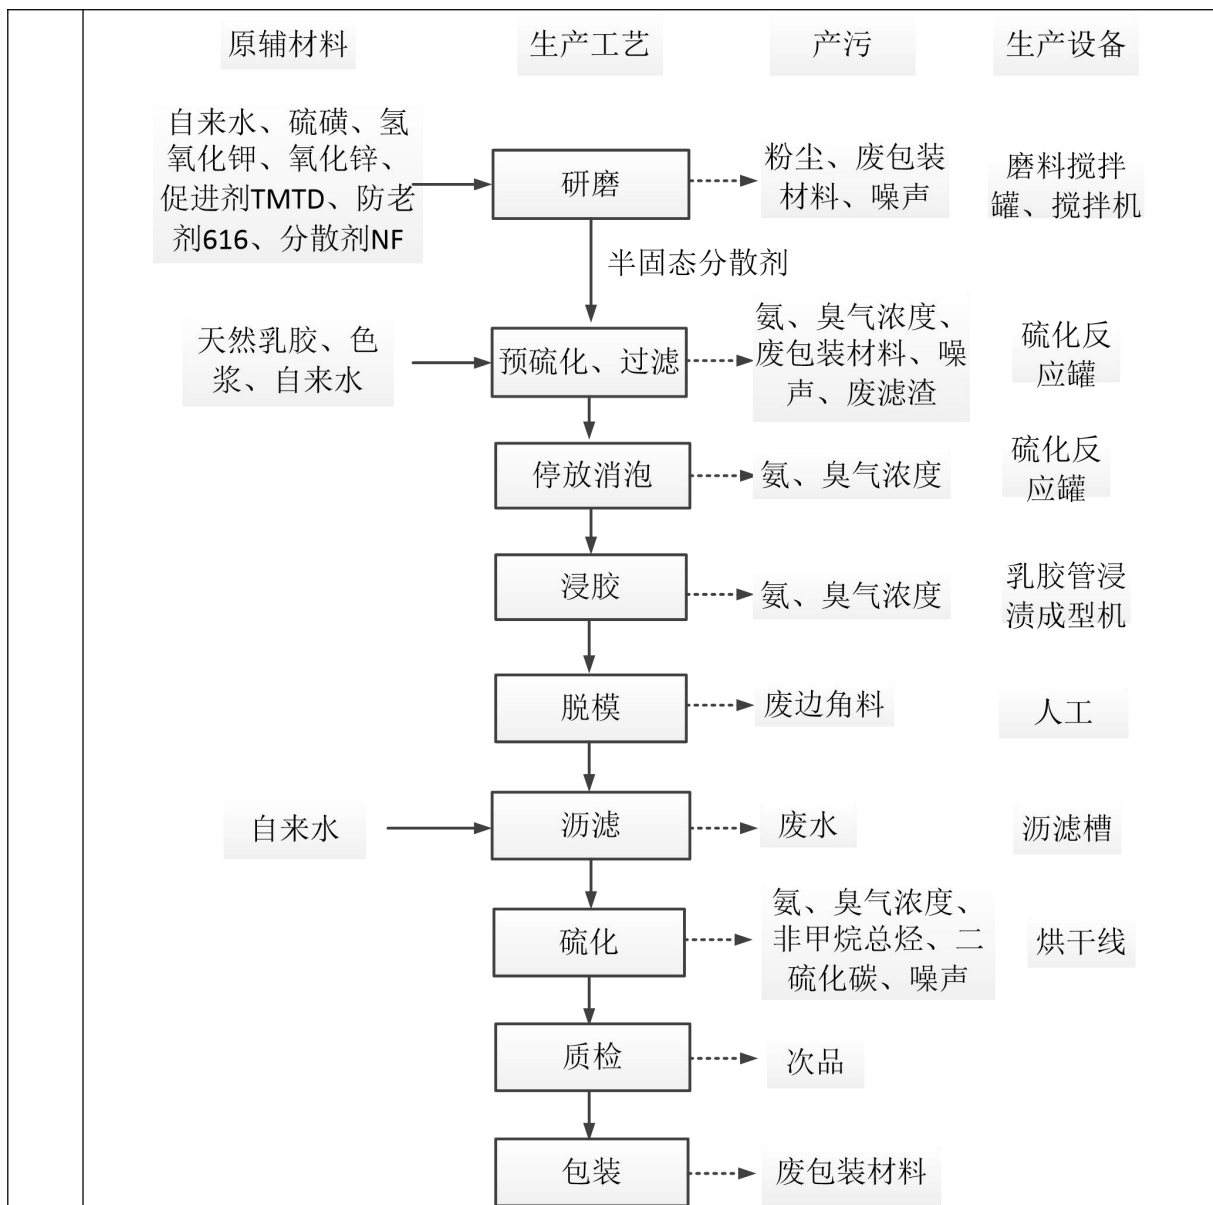 原辅材料
生产工艺
产污
生产设备
自来水、硫磺、氢
氧化钾、氧化锌、
促进剂TMTD、防老
剂616、分散剂NF
研磨
粉尘、废包装
材料、噪声
磨料搅拌
罐、搅拌机
半固态分散剂
天然乳胶、色
浆、自来水
预硫化、过滤
氨、臭气浓度、
废包装材料、噪
声、废滤渣
硫化反
应罐
停放消泡
氨、臭气浓度
硫化反
应罐
浸胶
氨、臭气浓度
乳胶管浸
渍成型机
脱模
废边角料
人工
自来水
沥滤
废水
沥滤槽
硫化
氨、臭气浓度、
非甲烷总烃、二
硫化碳、噪声
烘干线
质检
次品
包装
废包装材料